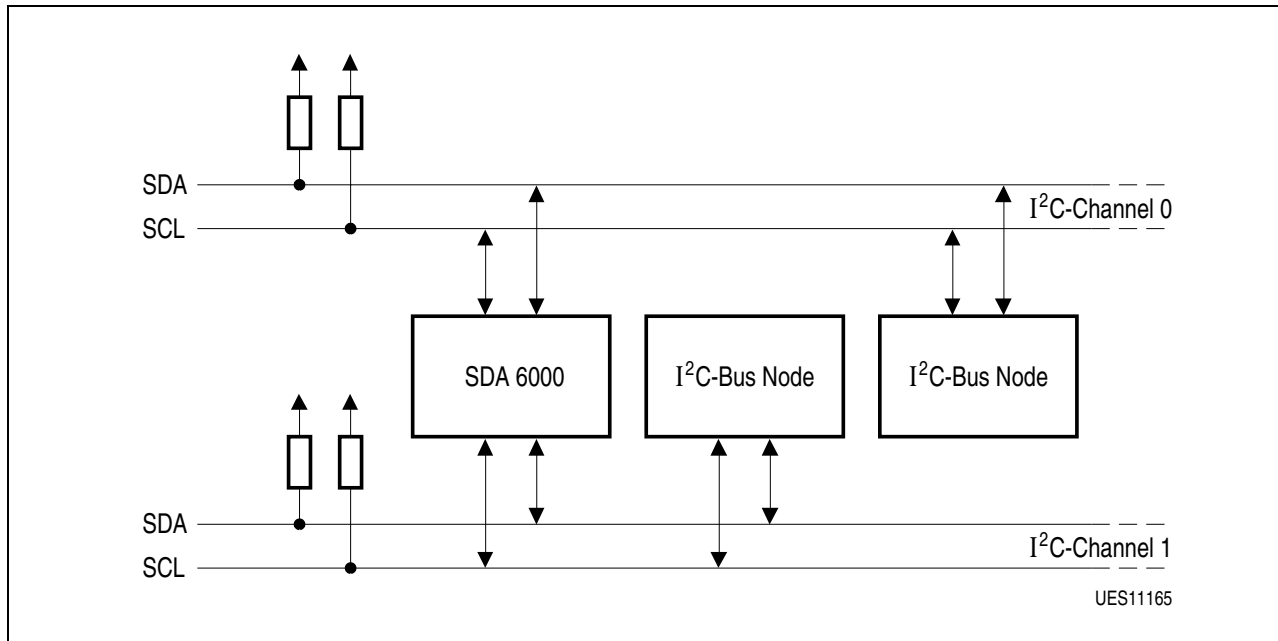 SDA
I²C-Channel 0
SCL
SDA 6000
I²C-Bus Node
I²C-Bus Node
SDA
I²C-Channel 1
SCL
UES11165